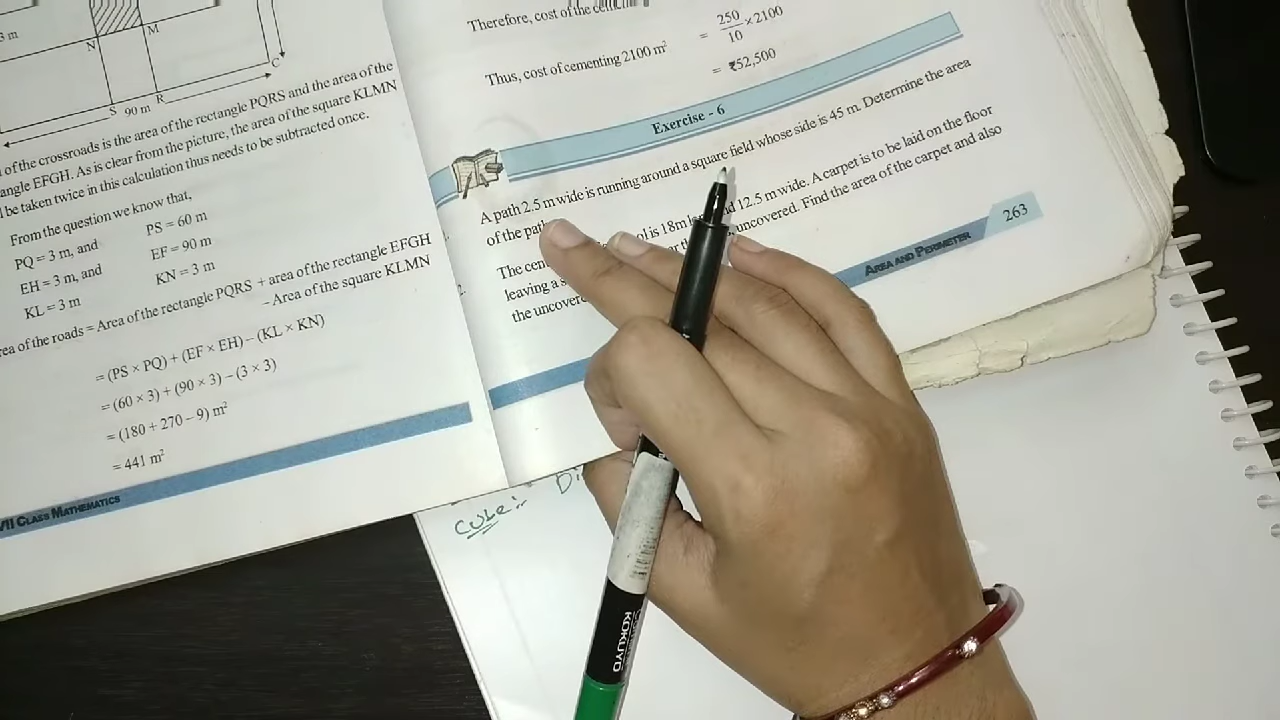 3 m
N
M
C
S 90 m R
of the crossroads is the area of the rectangle PQRS and the area of the
angle EFGH. As is clear from the picture, the area of the square KLMN
be taken twice in this calculation thus needs to be subtracted once.
From the question we know that,
PQ = 3 m, and PS = 60 m
EH = 3 m, and EF = 90 m
KL = 3 m KN = 3 m
rea of the roads = Area of the rectangle PQRS + area of the rectangle EFGH
– Area of the square KLMN
= (PS × PQ) + (EF × EH) – (KL × KN)
= (60 × 3) + (90 × 3) – (3 × 3)
= (180 + 270 – 9) m²
= 441 m²
VII CLASS MATHEMATICS
Therefore, cost of the
= 250/10 × 2100
Thus, cost of cementing 2100 m²
= ₹52,500
Exercise - 6
A path 2.5 m wide is running around a square field whose side is 45 m. Determine the area
of the path
The cen ol is 18m 12.5 m wide. A carpet is to be laid on the floor
leaving a uncovered. Find the area of the carpet and also
the uncovere
AREA AND PERIMETER 263
CUbe:-
KOKUYO